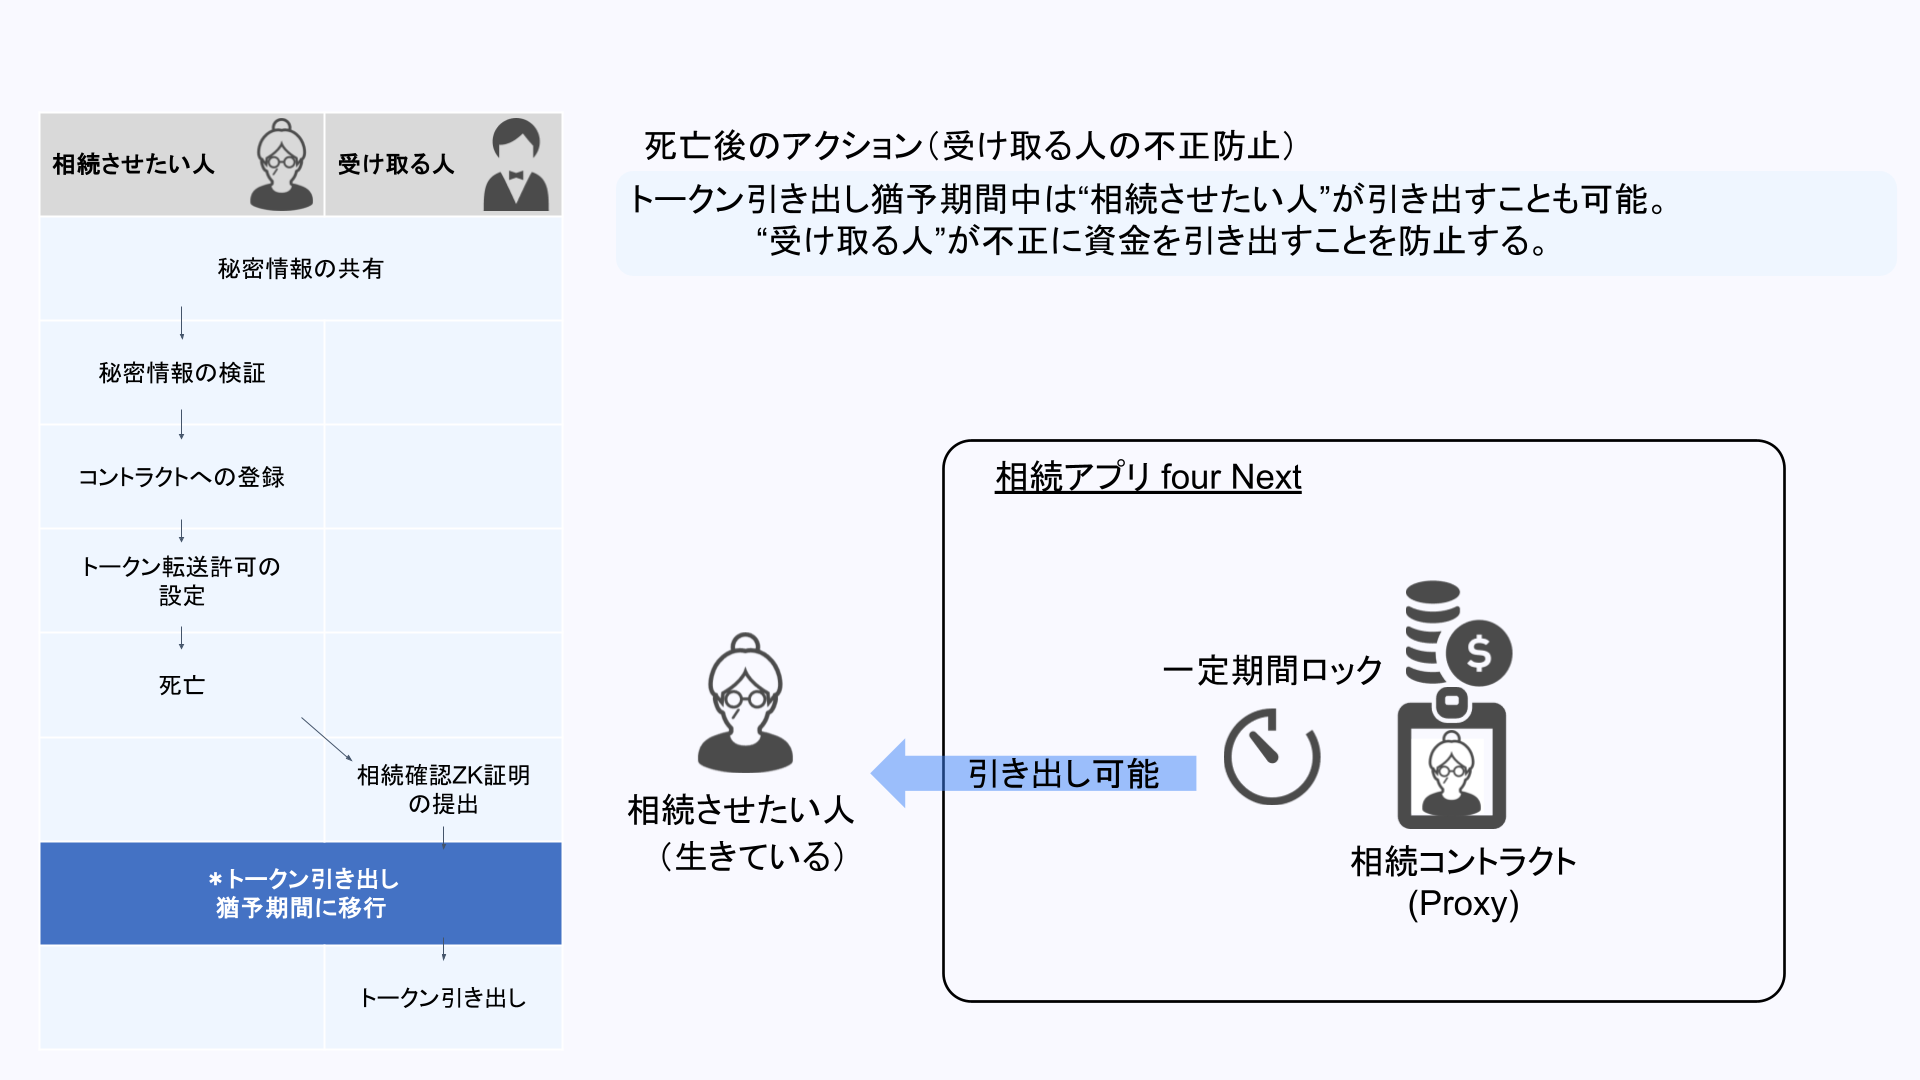 相続させたい人
受け取る人
秘密情報の共有
秘密情報の検証
コントラクトへの登録
トークン転送許可の
設定
死亡
相続確認ZK証明
の提出
＊トークン引き出し
猶予期間に移行
トークン引き出し
死亡後のアクション（受け取る人の不正防止）
トークン引き出し猶予期間中は“相続させたい人”が引き出すことも可能。
“受け取る人”が不正に資金を引き出すことを防止する。
相続アプリ four Next
一定期間ロック
$
引き出し可能
相続させたい人
（生きている）
相続コントラクト
(Proxy)